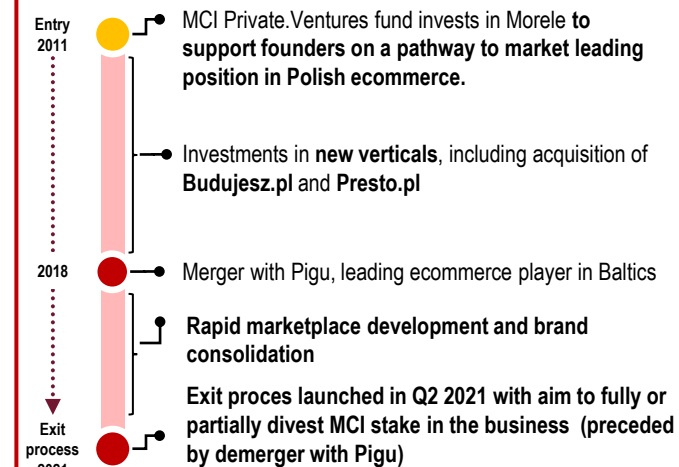 Entry
2011
MCI Private.Ventures fund invests in Morele to
support founders on a pathway to market leading
position in Polish ecommerce.
Investments in new verticals, including acquisition of
Budujesz.pl and Presto.pl
2018
Merger with Pigu, leading ecommerce player in Baltics
Rapid marketplace development and brand
consolidation
Exit proces launched in Q2 2021 with aim to fully or
partially divest MCI stake in the business (preceded
by demerger with Pigu)
Exit
process
2021